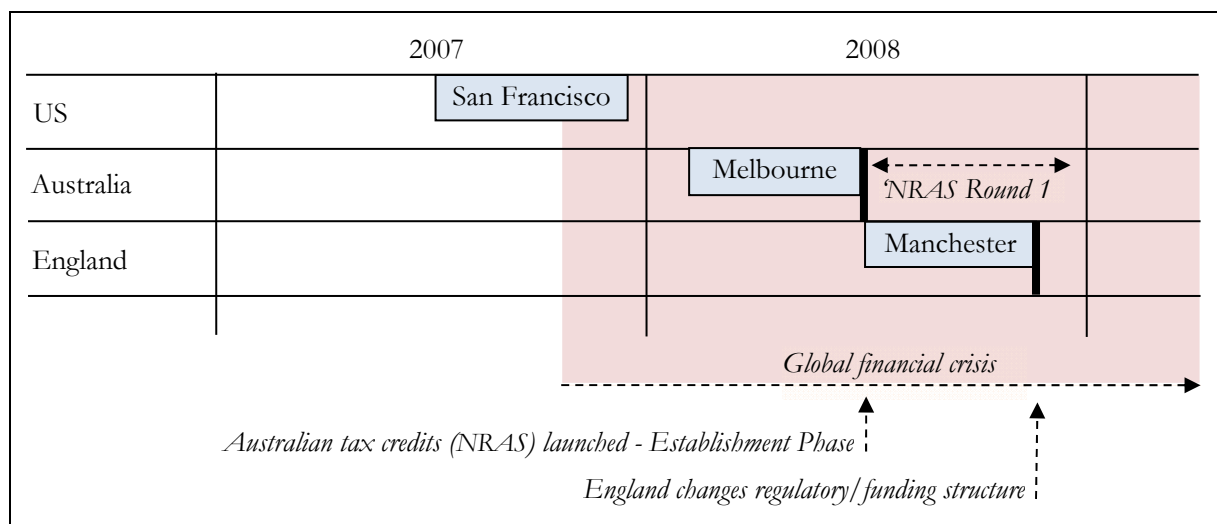 2007 2008
US San Francisco
Australia Melbourne ‘NRAS Round 1
England Manchester
Global financial crisis
Australian tax credits (NRAS) launched - Establishment Phase
England changes regulatory/funding structure